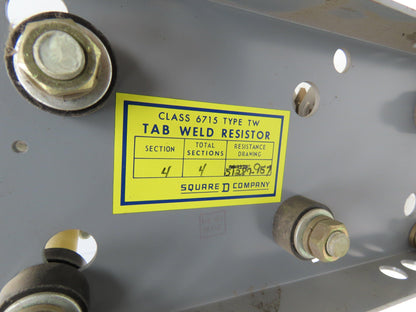 CLASS 6715 TYPE TW
TAB WELD RESISTOR
SECTION
TOTAL SECTIONS
RESISTANCE DRAWING
4
4
SQUARE D COMPANY